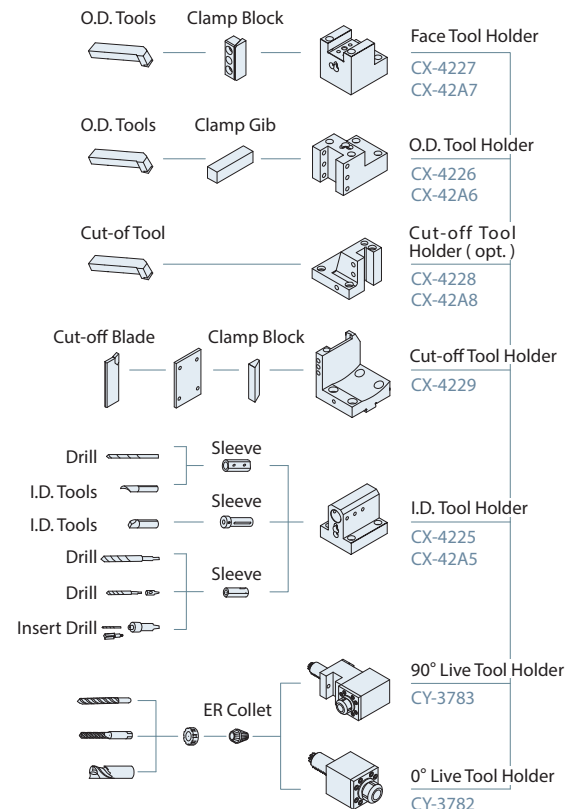 O.D. Tools
Clamp Block
Face Tool Holder
CX-4227
CX-42A7
O.D. Tools
Clamp Gib
O.D. Tool Holder
CX-4226
CX-42A6
Cut-of Tool
Cut-off Tool
Holder ( opt. )
CX-4228
CX-42A8
Cut-off Blade
Clamp Block
Cut-off Tool Holder
CX-4229
Drill
Sleeve
I.D. Tools
I.D. Tools
Sleeve
I.D. Tool Holder
CX-4225
CX-42A5
Drill
Drill
Sleeve
Insert Drill
90° Live Tool Holder
CY-3783
ER Collet
0° Live Tool Holder
CY-3782